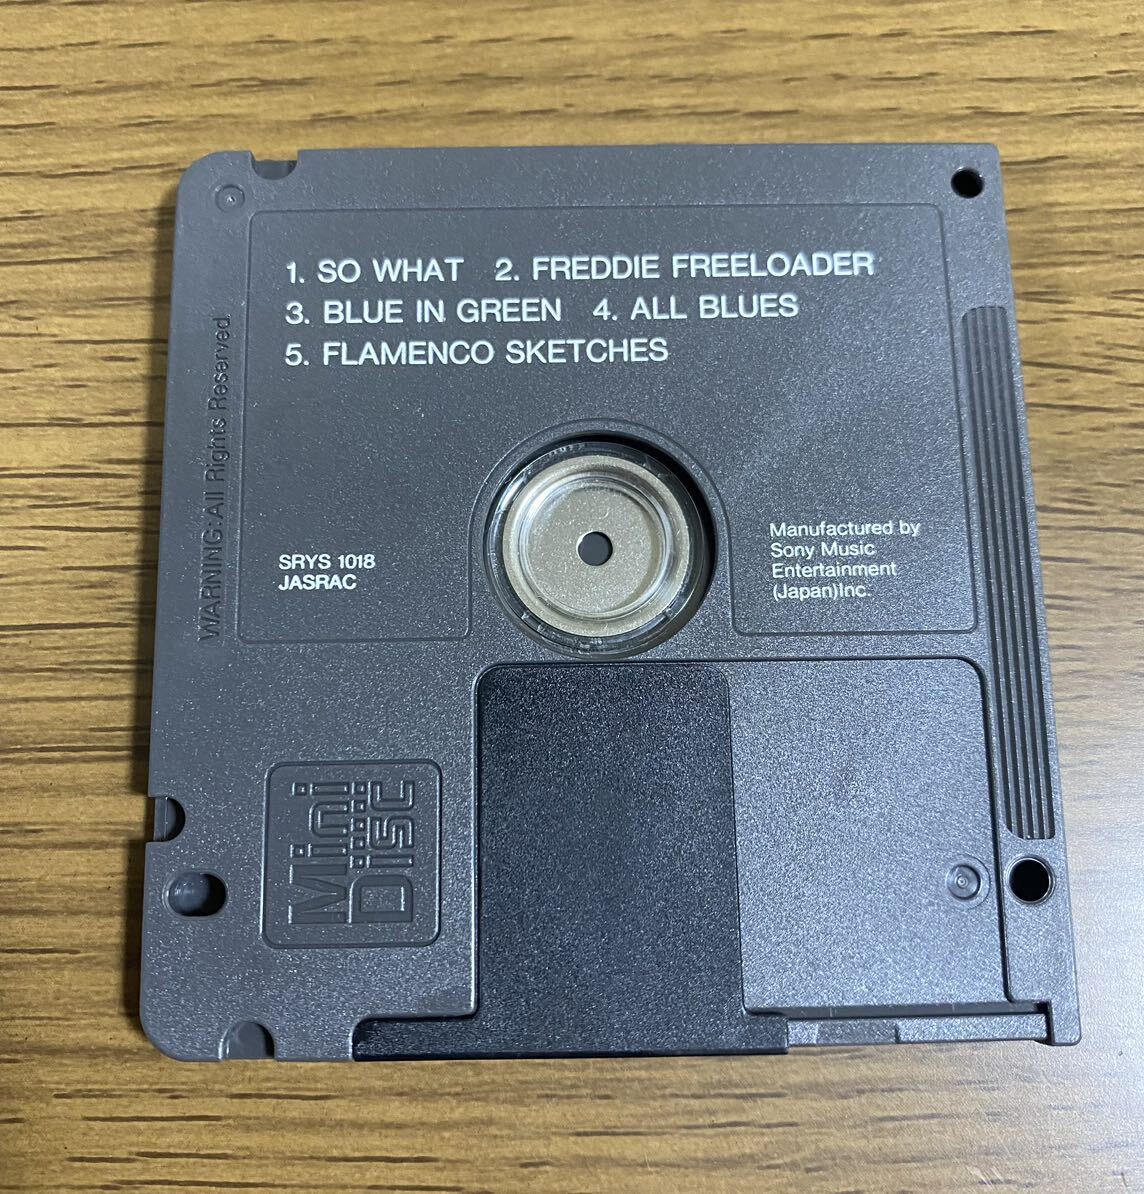 1. SO WHAT 2. FREDDIE FREELOADER
3. BLUE IN GREEN 4. ALL BLUES
5. FLAMENCO SKETCHES
WARNING:All Rights Reserved.
SRYS 1018
JASRAC
Manufactured by
Sony Music
Entertainment
(Japan)Inc.
Mini
Disc